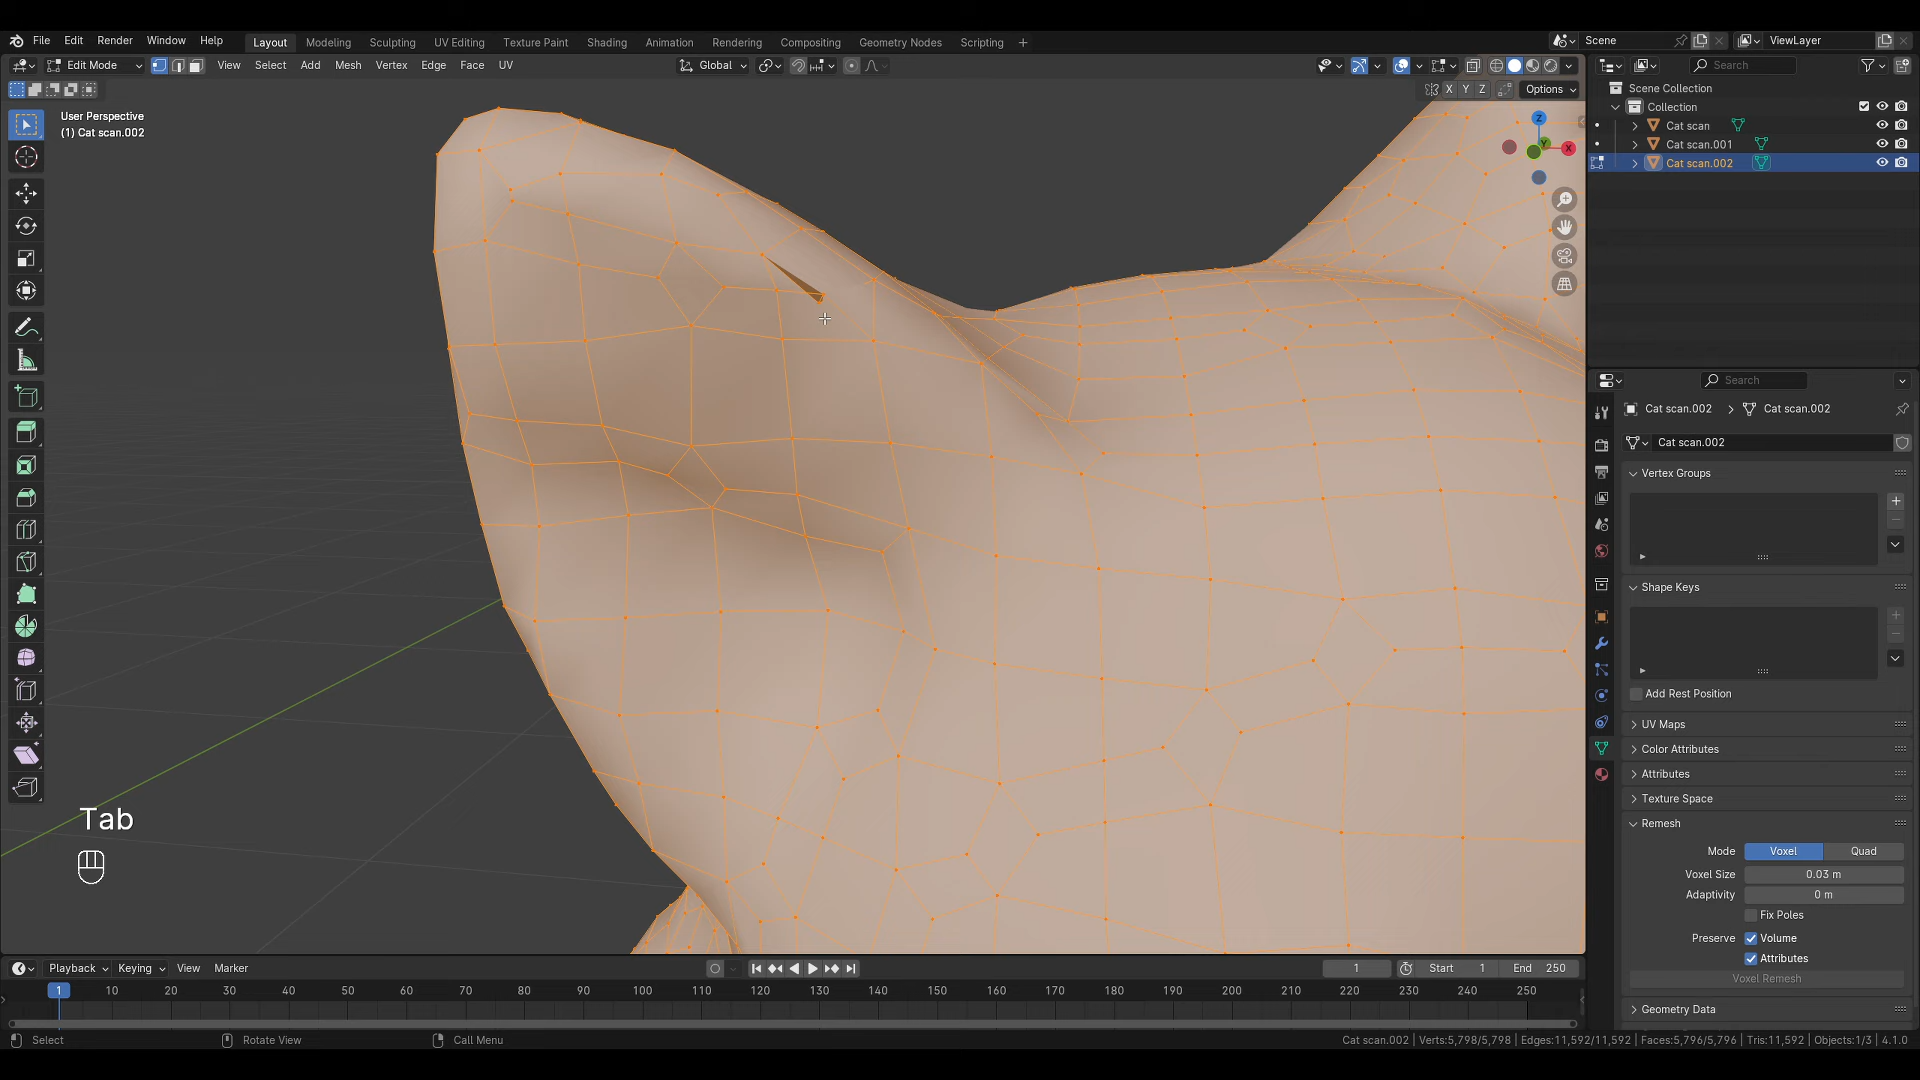 File Edit Render Window Help Layout Modeling Sculpting UV Editing Texture Paint Shading Animation Rendering Compositing Geometry Nodes Scripting + Scene ViewLayer
Edit Mode View Select Add Mesh Vertex Edge Face UV Global Search
X Y Z Options
User Perspective
(1) Cat scan.002
Z
Y
X
Scene Collection
Collection
Cat scan
Cat scan.001
Cat scan.002
Search
Cat scan.002 Cat scan.002
Cat scan.002
Vertex Groups
Shape Keys
Add Rest Position
UV Maps
Color Attributes
Attributes
Texture Space
Remesh
Mode Voxel Quad
Voxel Size 0.03 m
Adaptivity 0 m
Fix Poles
Preserve Volume
Attributes
Voxel Remesh
Geometry Data
Tab
Playback Keying View Marker 1 Start 1 End 250
1 10 20 30 40 50 60 70 80 90 100 110 120 130 140 150 160 170 180 190 200 210 220 230 240 250
Select Rotate View Call Menu Cat scan.002 | Verts:5,798/5,798 | Edges:11,592/11,592 | Faces:5,796/5,796 | Tris:11,592 | Objects:1/3 | 4.1.0